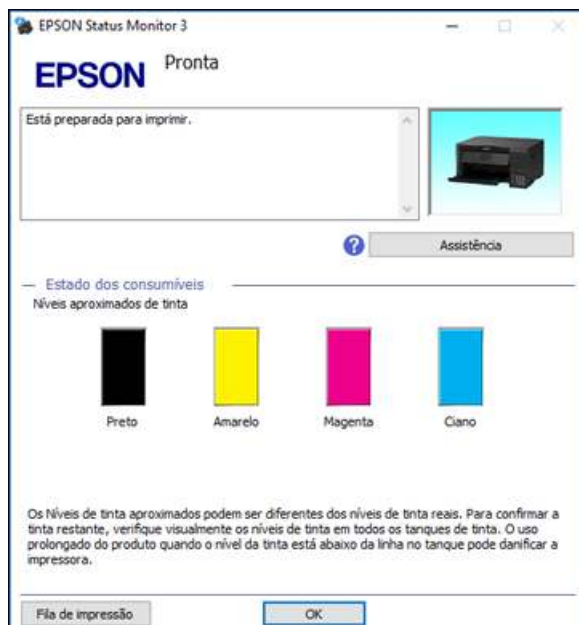 EPSON Status Monitor 3
EPSON
Pronta
Está preparada para imprimir.
Assistência
Estado dos consumíveis
Níveis aproximados de tinta
Preto
Amarelo
Magenta
Ciano
Os Níveis de tinta aproximados podem ser diferentes dos níveis de tinta reais. Para confirmar a
tinta restante, verifique visualmente os níveis de tinta em todos os tanques de tinta. O uso
prolongado do produto quando o nível da tinta está abaixo da linha no tanque pode danificar a
impressora.
Fila de impressão
OK